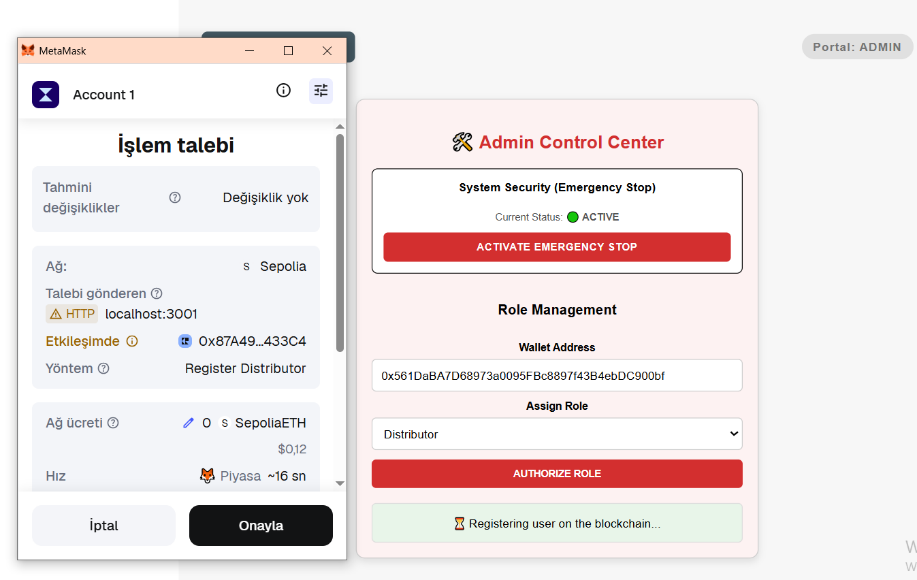 MetaMask
Account 1
İşlem talebi
Tahmini
değişiklikler
Değişiklik yok
Ağ:
S Sepolia
Talebi gönderen
HTTP localhost:3001
Etkileşimde
0x87A49...433C4
Yöntem
Register Distributor
Ağ ücreti
0 S SepoliaETH
$0,12
Hız
Piyasa ~16 sn
İptal
Onayla
Portal: ADMIN
Admin Control Center
System Security (Emergency Stop)
Current Status: ACTIVE
ACTIVATE EMERGENCY STOP
Role Management
Wallet Address
0x561DaBA7D68973a0095FBc8897f43B4ebDC900bf
Assign Role
Distributor
AUTHORIZE ROLE
Registering user on the blockchain...